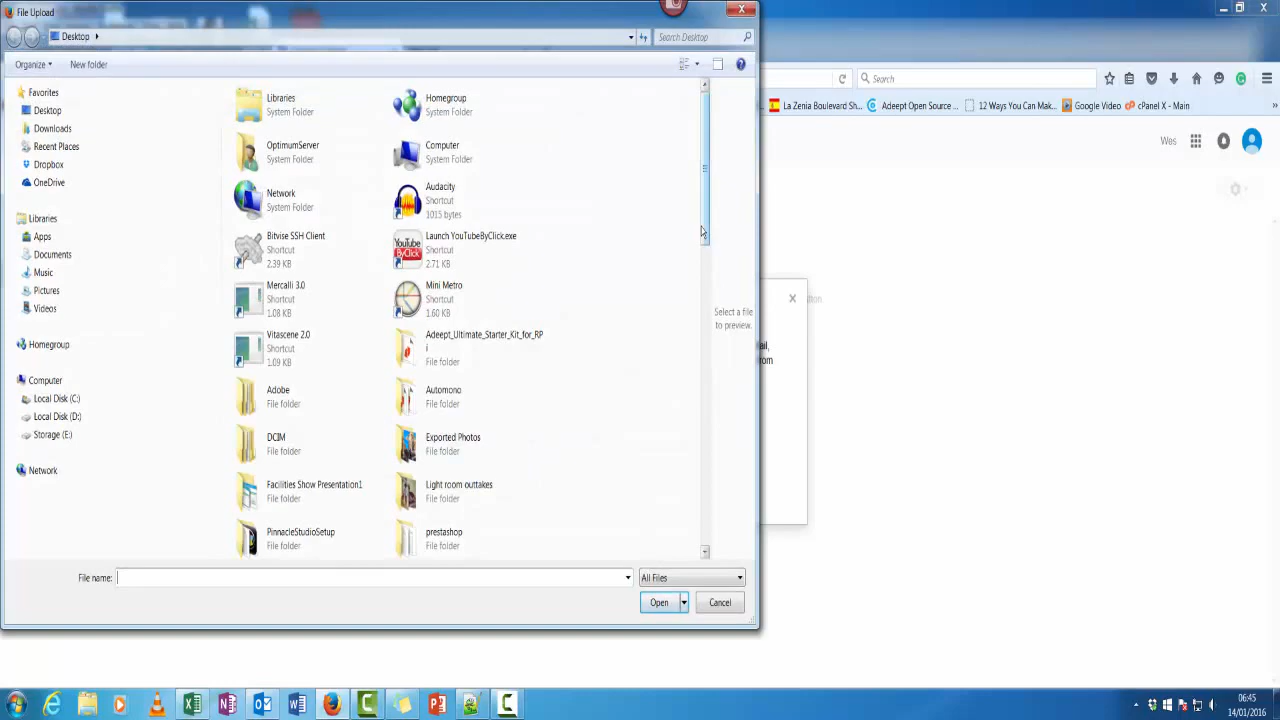 File Upload
Desktop
Search Desktop
Organize
New folder
Favorites
Desktop
Downloads
Recent Places
Dropbox
OneDrive
Libraries
Apps
Documents
Music
Pictures
Videos
Homegroup
Computer
Local Disk (C:)
Local Disk (D:)
Storage (E:)
Network
Libraries
System Folder
Homegroup
System Folder
OptimumServer
System Folder
Computer
System Folder
Network
System Folder
Audacity
Shortcut
1015 bytes
Bitvise SSH Client
Shortcut
2.39 KB
YouTube
ByClick
Launch YouTubeByClick.exe
Shortcut
2.71 KB
Mercalli 3.0
Shortcut
1.08 KB
Mini Metro
Shortcut
1.60 KB
Vitascene 2.0
Shortcut
1.09 KB
Adeept_Ultimate_Starter_Kit_for_RP
i
File folder
Adobe
File folder
Automono
File folder
DCIM
File folder
Exported Photos
File folder
Facilities Show Presentation1
File folder
Light room outtakes
File folder
PinnacleStudioSetup
File folder
prestashop
File folder
Select a file
to preview.
File name:
All Files
Open
Cancel
Search
La Zenia Boulevard Sh...
Adeept Open Source ...
12 Ways You Can Mak...
Google Video
cPanel X - Main
Wes
tton
ail,
rom
06:45
14/01/2016